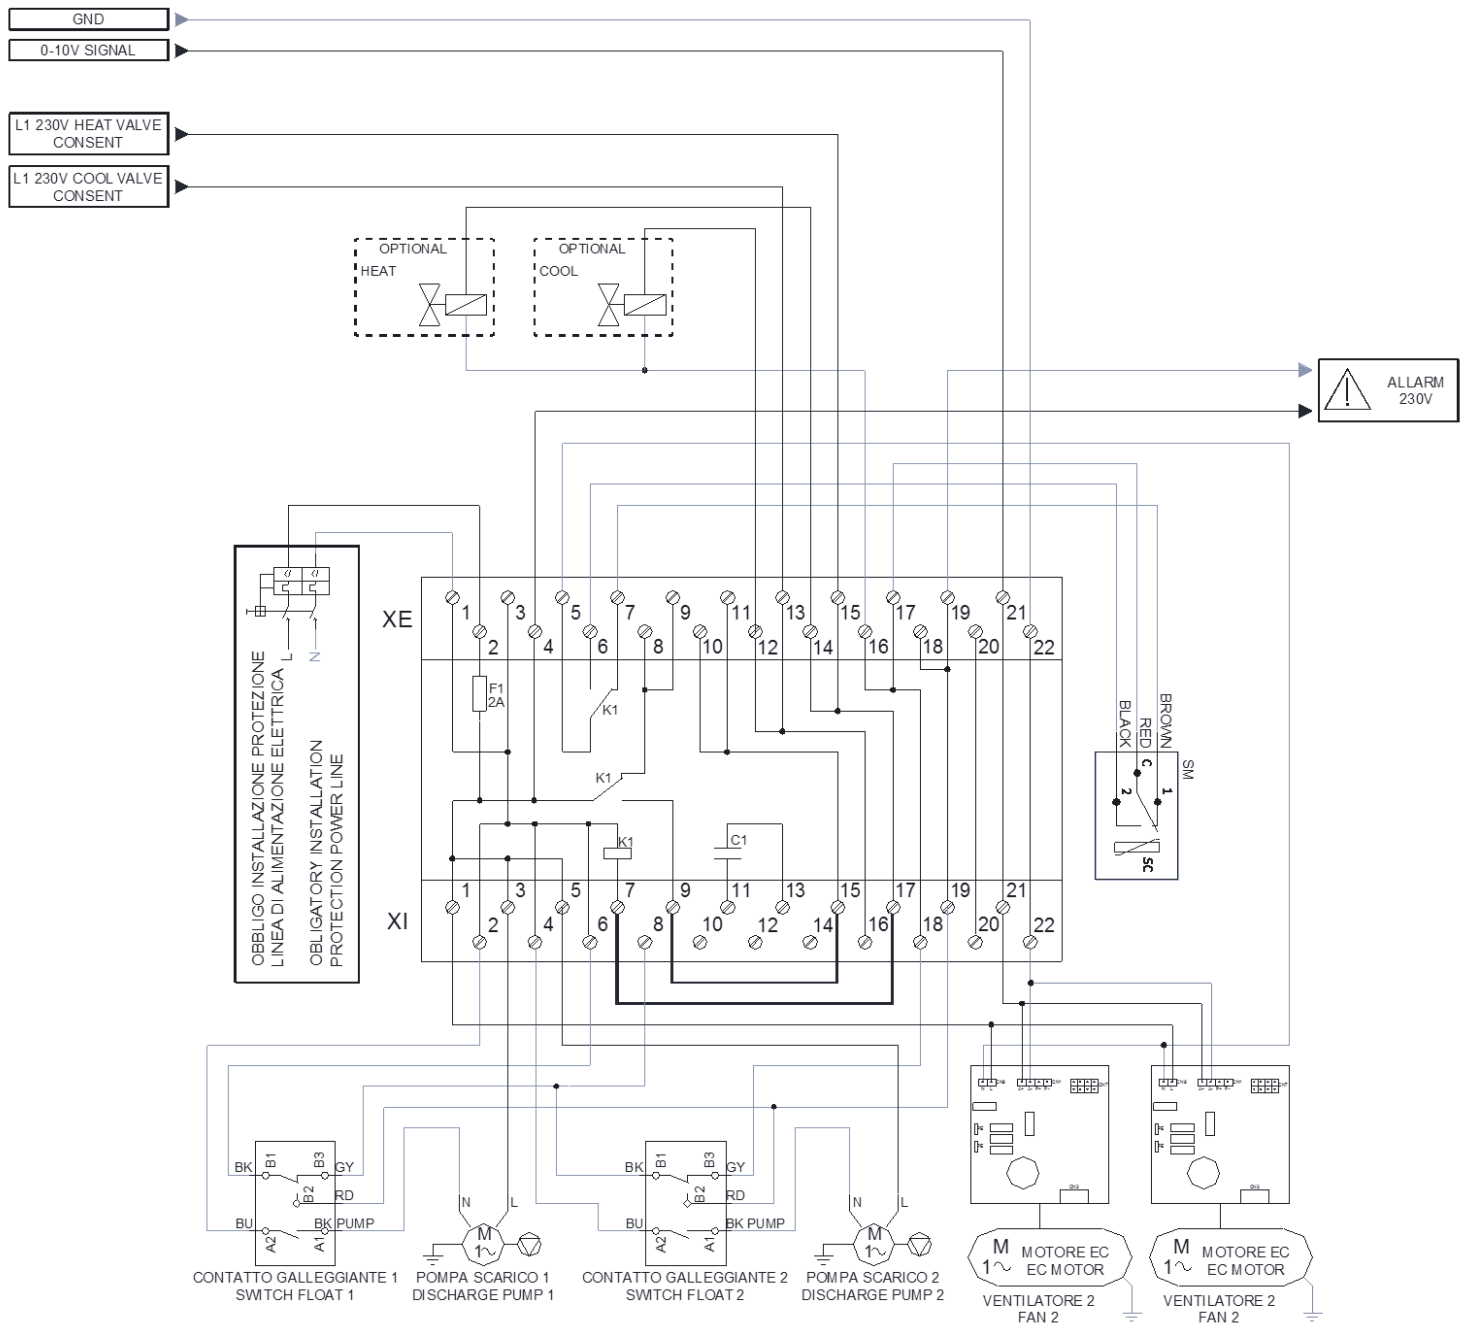 GND
0-10V SIGNAL
L1 230V HEAT VALVE
CONSENT
L1 230V COOL VALVE
CONSENT
OPTIONAL
HEAT
OPTIONAL
COOL
ALLARM
230V
L
N
OBBLIGO INSTALLAZIONE PROTEZIONE
LINEA DI ALIMENTAZIONE ELETTRICA
OBLIGATORY INSTALLATION
PROTECTION POWER LINE
XE
1 3 5 7 9 11 13 15 17 19 21
2 4 6 8 10 12 14 16 18 20 22
F1
2A
K1
K1
K1
C1
BLACK
RED
BROWN
SM
C
2
1
SC
XI
1 3 5 7 9 11 13 15 17 19 21
2 4 6 8 10 12 14 16 18 20 22
BK
B1
B3
GY
B2
RD
BU
A2
A1
BK PUMP
CONTATTO GALLEGGIANTE 1
SWITCH FLOAT 1
N
L
M
1~
POMPA SCARICO 1
DISCHARGE PUMP 1
BK
B1
B3
GY
B2
RD
BU
A2
A1
BK PUMP
CONTATTO GALLEGGIANTE 2
SWITCH FLOAT 2
N
L
M
1~
POMPA SCARICO 2
DISCHARGE PUMP 2
M
1~
MOTORE EC
EC MOTOR
VENTILATORE 2
FAN 2
M
1~
MOTORE EC
EC MOTOR
VENTILATORE 2
FAN 2